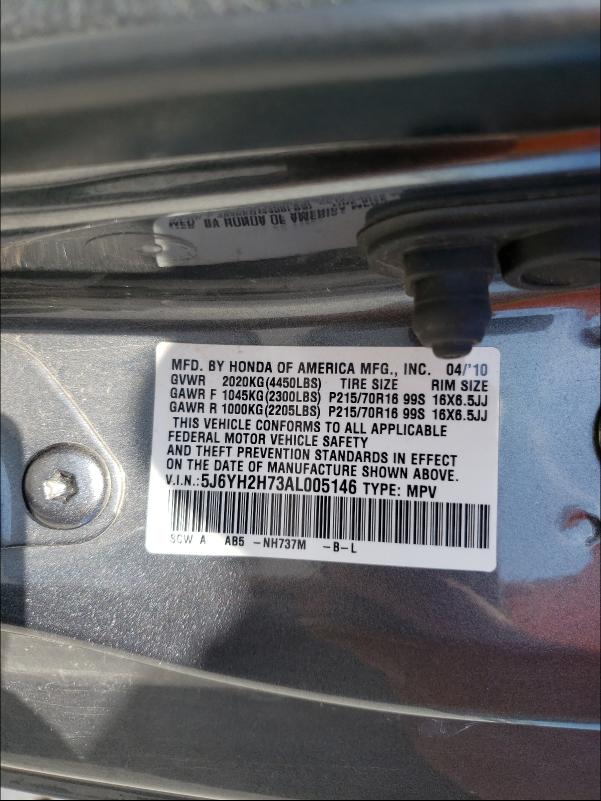 MFD. BY HONDA OF AMERICA MFG., INC. 04/'10
GVWR 2020KG(4450LBS) TIRE SIZE RIM SIZE
GAWR F 1045KG(2300LBS) P215/70R16 99S 16X6.5JJ
GAWR R 1000KG(2205LBS) P215/70R16 99S 16X6.5JJ
THIS VEHICLE CONFORMS TO ALL APPLICABLE
FEDERAL MOTOR VEHICLE SAFETY
AND THEFT PREVENTION STANDARDS IN EFFECT
ON THE DATE OF MANUFACTURE SHOWN ABOVE.
V.I.N.:5J6YH2H73AL005146 TYPE: MPV
SCW A AB5 -NH737M -B-L